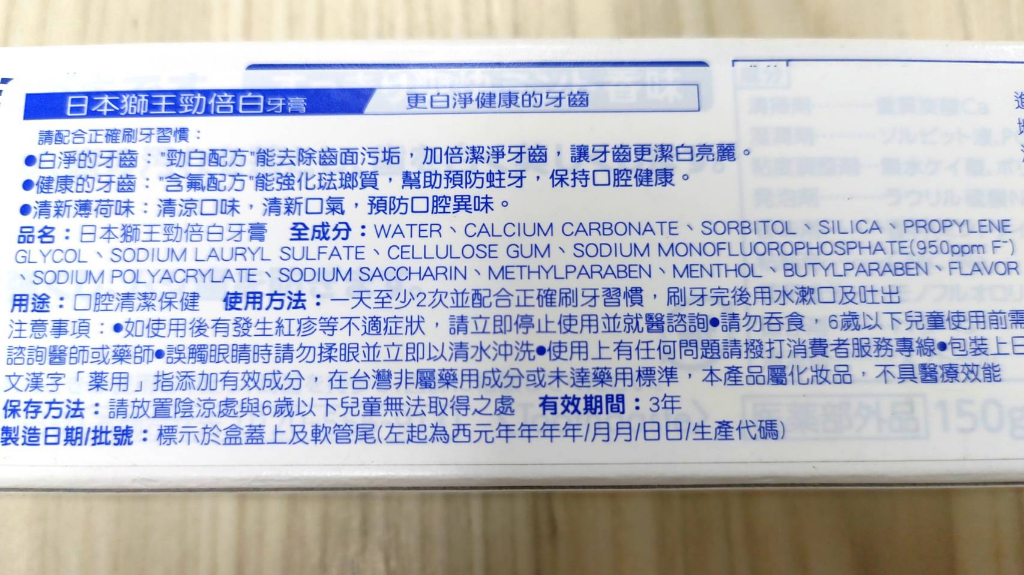 日本獅王勁倍白牙膏 更白淨健康的牙齒
請配合正確刷牙習慣：
●白淨的牙齒："勁白配方"能去除齒面污垢，加倍潔淨牙齒，讓牙齒更潔白亮麗。
●健康的牙齒："含氟配方"能強化琺瑯質，幫助預防蛀牙，保持口腔健康。
●清新薄荷味：清涼口味，清新口氣，預防口腔異味。
品名：日本獅王勁倍白牙膏 全成分：WATER、CALCIUM CARBONATE、SORBITOL、SILICA、PROPYLENE
GLYCOL、SODIUM LAURYL SULFATE、CELLULOSE GUM、SODIUM MONOFLUOROPHOSPHATE(950ppm F⁻)
、SODIUM POLYACRYLATE、SODIUM SACCHARIN、METHYLPARABEN、MENTHOL、BUTYLPARABEN、FLAVOR
用途：口腔清潔保健 使用方法：一天至少2次並配合正確刷牙習慣，刷牙完後用水漱口及吐出
注意事項：●如使用後有發生紅疹等不適症狀，請立即停止使用並就醫諮詢●請勿吞食，6歲以下兒童使用前需
諮詢醫師或藥師●誤觸眼睛時請勿揉眼並立即以清水沖洗●使用上有任何問題請撥打消費者服務專線●包裝上日
文漢字「薬用」指添加有效成分，在台灣非屬藥用成分或未達藥用標準，本產品屬化妝品，不具醫療效能
保存方法：請放置陰涼處與6歲以下兒童無法取得之處 有效期間：3年
製造日期/批號：標示於盒蓋上及軟管尾(左起為西元年年年年/月月/日日/生產代碼)
医薬部外品 150g